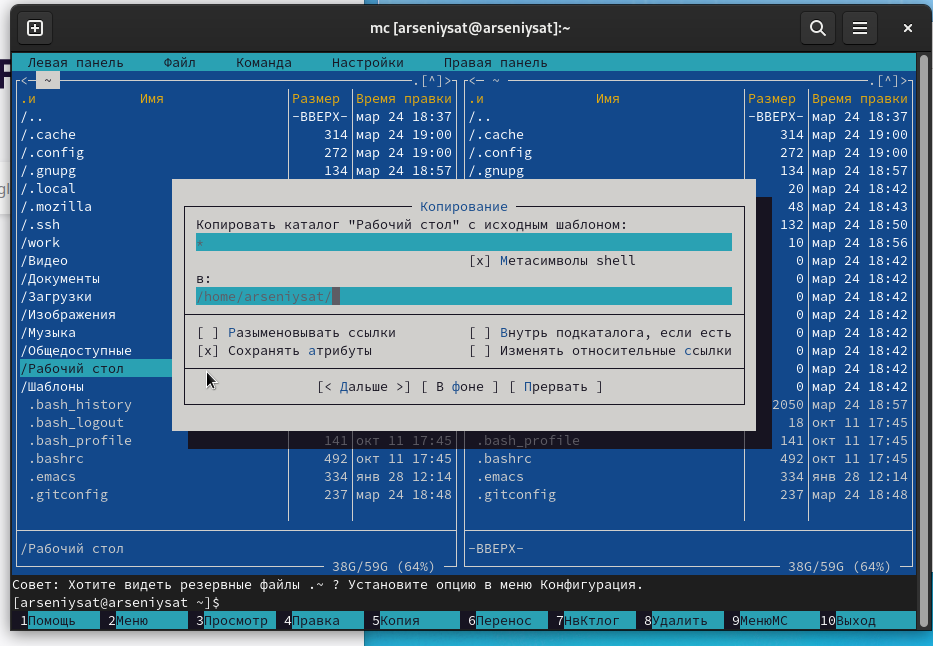 mc [arseniysat@arseniysat]:~
Левая панель Файл Команда Настройки Правая панель
<─ ~ .[^]> <─ ~ .[^]>
.и Имя Размер Время правки .и Имя Размер Время правки
/.. -ВВЕРХ- мар 24 18:37 /.. -ВВЕРХ- мар 24 18:37
/.cache 314 мар 24 19:00 /.cache 314 мар 24 19:00
/.config 272 мар 24 19:00 /.config 272 мар 24 19:00
/.gnupg 134 мар 24 18:57 /.gnupg 134 мар 24 18:57
/.local 20 мар 24 18:42
/.mozilla 48 мар 24 18:43
/.ssh 132 мар 24 18:50
/work 10 мар 24 18:56
/Видео 0 мар 24 18:42
/Документы 0 мар 24 18:42
/Загрузки 0 мар 24 18:42
/Изображения 0 мар 24 18:42
/Музыка 0 мар 24 18:42
/Общедоступные 0 мар 24 18:42
/Рабочий стол 0 мар 24 18:42
/Шаблоны 0 мар 24 18:42
.bash_history 2050 мар 24 18:57
.bash_logout 18 окт 11 17:45
.bash_profile 141 окт 11 17:45 .bash_profile 141 окт 11 17:45
.bashrc 492 окт 11 17:45 .bashrc 492 окт 11 17:45
.emacs 334 янв 28 12:14 .emacs 334 янв 28 12:14
.gitconfig 237 мар 24 18:48 .gitconfig 237 мар 24 18:48
Копирование
Копировать каталог "Рабочий стол" с исходным шаблоном:
*
[x] Метасимволы shell
в:
/home/arseniysat/
[ ] Разыменовывать ссылки [ ] Внутрь подкаталога, если есть
[x] Сохранять атрибуты [ ] Изменять относительные ссылки
[< Дальше >] [ В фоне ] [ Прервать ]
/Рабочий стол -ВВЕРХ-
38G/59G (64%) 38G/59G (64%)
Совет: Хотите видеть резервные файлы .~ ? Установите опцию в меню Конфигурация.
[arseniysat@arseniysat ~]$
1Помощь 2Меню 3Просмотр 4Правка 5Копия 6Перенос 7НвКтлог 8Удалить 9МенюМС 10Выход